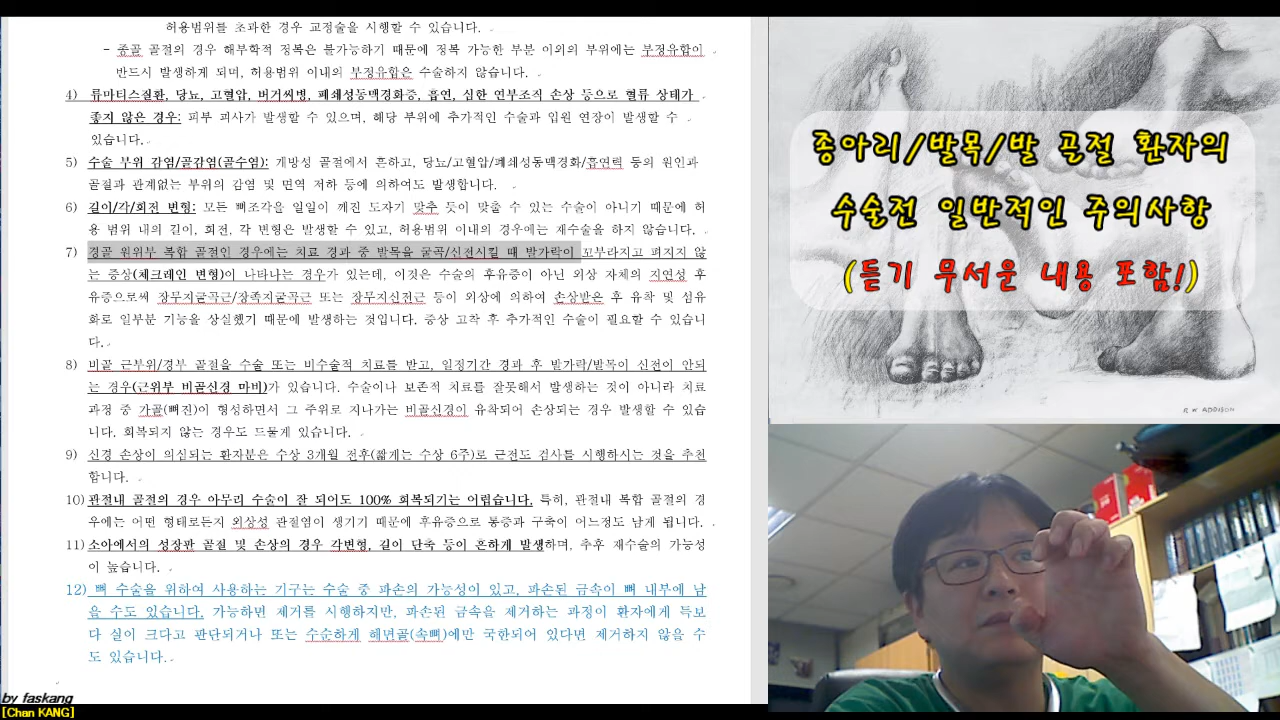 허용범위를 초과한 경우 교정술을 시행할 수 있습니다.
- 종골 골절의 경우 해부학적 정복은 불가능하기 때문에 정복 가능한 부분 이외의 부위에는 부정유합이
반드시 발생하게 되며, 허용범위 이내의 부정유합은 수술하지 않습니다.
4) 류마티스질환, 당뇨, 고혈압, 버거씨병, 폐쇄성동맥경화증, 흡연, 심한 연부조직 손상 등으로 혈류 상태가
좋지 않은 경우: 피부 괴사가 발생할 수 있으며, 해당 부위에 추가적인 수술과 입원 연장이 발생할 수
있습니다.
5) 수술 부위 감염/골감염(골수염): 개방성 골절에서 흔하고, 당뇨/고혈압/폐쇄성동맥경화/흡연력 등의 원인과
골절과 관계없는 부위의 감염 및 면역 저하 등에 의하여도 발생합니다.
6) 길이/각/회전 변형: 모든 뼈조각을 일일이 깨진 도자기 맞추 듯이 맞출 수 있는 수술이 아니기 때문에 허
용 범위 내의 길이, 회전, 각 변형은 발생할 수 있고, 허용범위 이내의 경우에는 재수술을 하지 않습니다.
7) 경골 원위부 복합 골절인 경우에는 치료 경과 중 발목을 굴곡/신전시킬 때 발가락이 꼬부라지고 펴지지 않
는 증상(체크레인 변형)이 나타나는 경우가 있는데, 이것은 수술의 후유증이 아닌 외상 자체의 지연성 후
유증으로써 장무지굴곡근/장족지굴곡근 또는 장무지신전근 등이 외상에 의하여 손상받은 후 유착 및 섬유
화로 일부분 기능을 상실했기 때문에 발생하는 것입니다. 증상 고착 후 추가적인 수술이 필요할 수 있습니
다.
8) 비골 근부위/경부 골절을 수술 또는 비수술적 치료를 받고, 일정기간 경과 후 발가락/발목이 신전이 안되
는 경우(근위부 비골신경 마비)가 있습니다. 수술이나 보존적 치료를 잘못해서 발생하는 것이 아니라 치료
과정 중 가골(뼈진)이 형성하면서 그 주위로 지나가는 비골신경이 유착되어 손상되는 경우 발생할 수 있습
니다. 회복되지 않는 경우도 드물게 있습니다.
9) 신경 손상이 의심되는 환자분은 수상 3개월 전후(짧게는 수상 6주)로 근전도 검사를 시행하시는 것을 추천
합니다.
10) 관절내 골절의 경우 아무리 수술이 잘 되어도 100% 회복되기는 어렵습니다. 특히, 관절내 복합 골절의 경
우에는 어떤 형태로든지 외상성 관절염이 생기기 때문에 후유증으로 통증과 구축이 어느정도 남게 됩니다.
11) 소아에서의 성장판 골절 및 손상의 경우 각변형, 길이 단축 등이 흔하게 발생하며, 추후 재수술의 가능성
이 높습니다.
12) 뼈 수술을 위하여 사용하는 기구는 수술 중 파손의 가능성이 있고, 파손된 금속이 뼈 내부에 남
을 수도 있습니다. 가능하면 제거를 시행하지만, 파손된 금속을 제거하는 과정이 환자에게 득보
다 실이 크다고 판단되거나 또는 수순하게 해면골(속뼈)에만 국한되어 있다면 제거하지 않을 수
도 있습니다.
by faskang
[Chan KANG]
종아리/발목/발 골절 환자의
수술전 일반적인 주의사항
(듣기 무서운 내용 포함!)
R W ADDISON